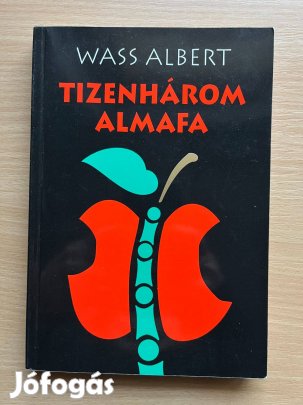 WASS ALBERT
TIZENHÁROM
ALMAFA
Jófogás